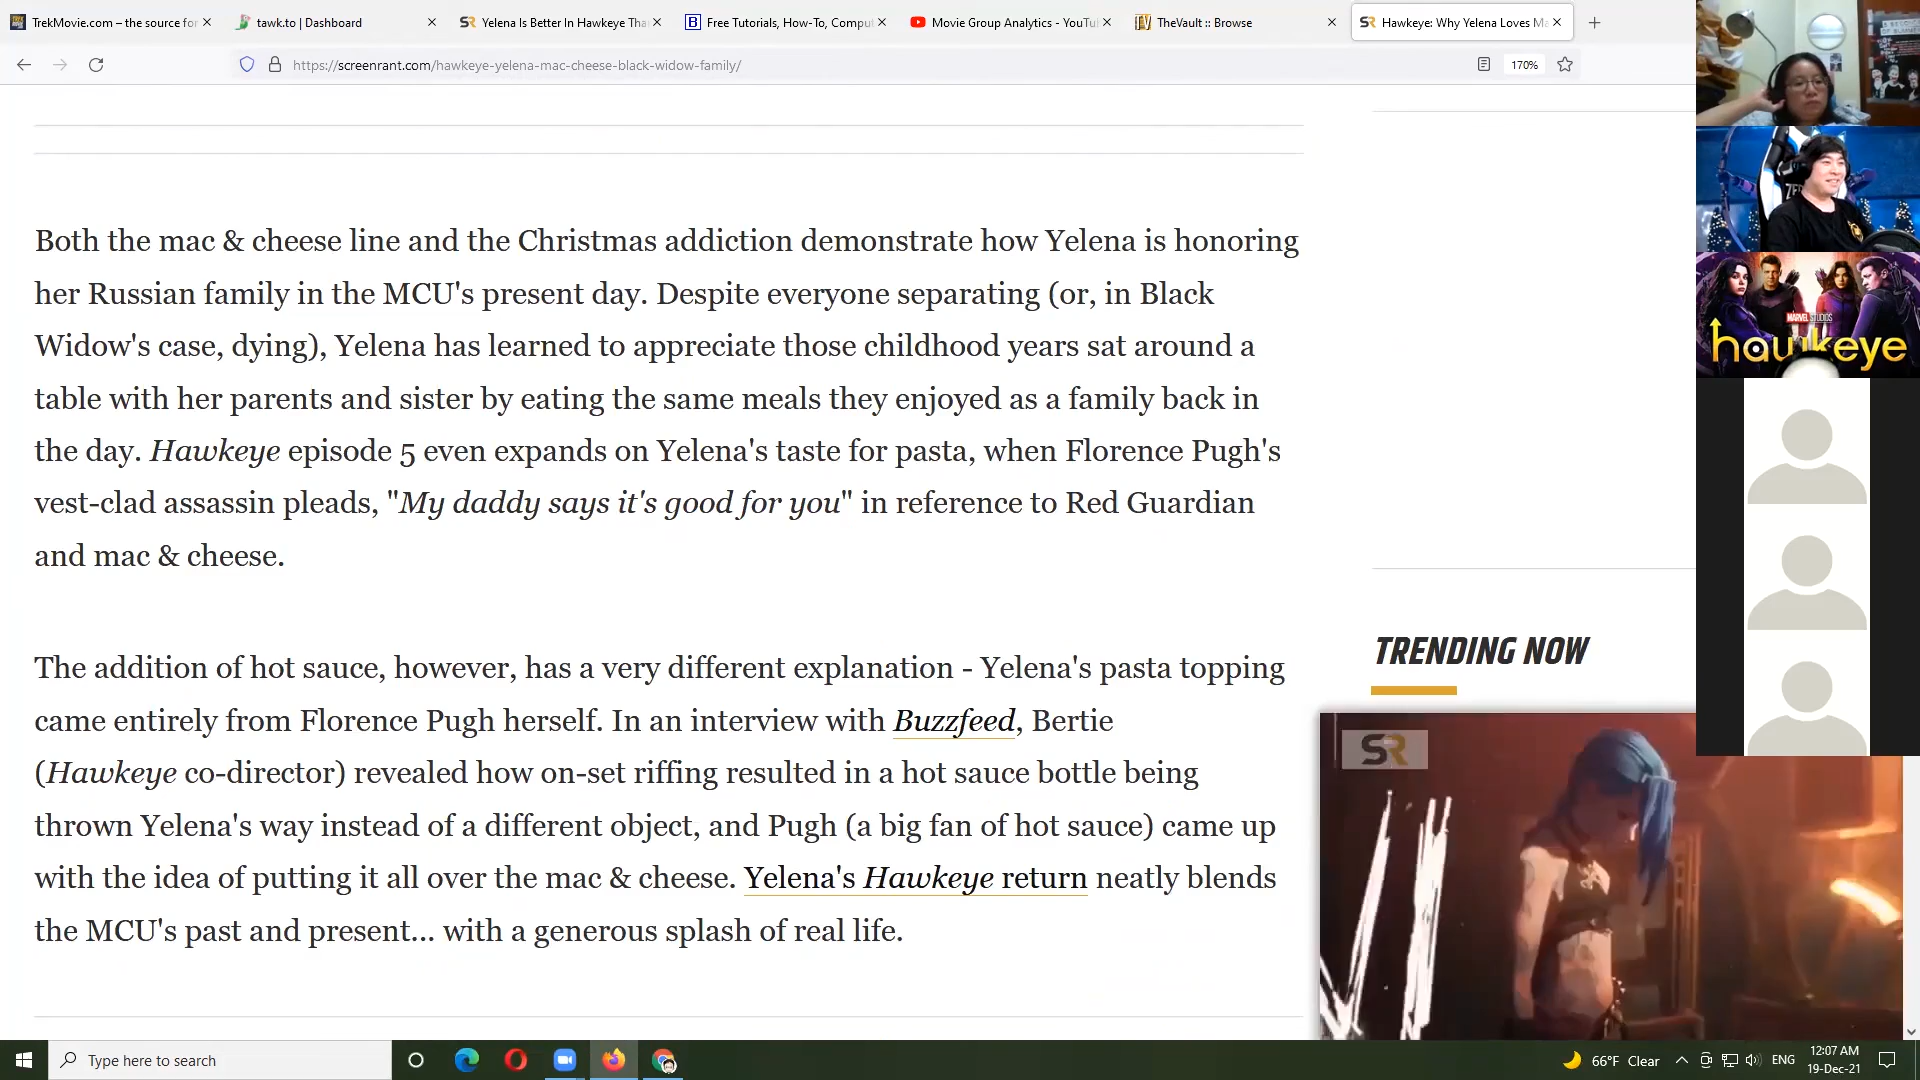 TrekMovie.com – the source for
tawk.to | Dashboard
Yelena Is Better In Hawkeye Tha
Free Tutorials, How-To, Compu
Movie Group Analytics - YouTu
TheVault :: Browse
Hawkeye: Why Yelena Loves Ma
https://screenrant.com/hawkeye-yelena-mac-cheese-black-widow-family/
170%
Both the mac & cheese line and the Christmas addiction demonstrate how Yelena is honoring
her Russian family in the MCU's present day. Despite everyone separating (or, in Black
Widow's case, dying), Yelena has learned to appreciate those childhood years sat around a
table with her parents and sister by eating the same meals they enjoyed as a family back in
the day. Hawkeye episode 5 even expands on Yelena's taste for pasta, when Florence Pugh's
vest-clad assassin pleads, "My daddy says it's good for you" in reference to Red Guardian
and mac & cheese.
The addition of hot sauce, however, has a very different explanation - Yelena's pasta topping
came entirely from Florence Pugh herself. In an interview with Buzzfeed, Bertie
(Hawkeye co-director) revealed how on-set riffing resulted in a hot sauce bottle being
thrown Yelena's way instead of a different object, and Pugh (a big fan of hot sauce) came up
with the idea of putting it all over the mac & cheese. Yelena's Hawkeye return neatly blends
the MCU's past and present... with a generous splash of real life.
TRENDING NOW
SR
MARVEL STUDIOS
hawkeye
Type here to search
66°F Clear
ENG
12:07 AM
19-Dec-21